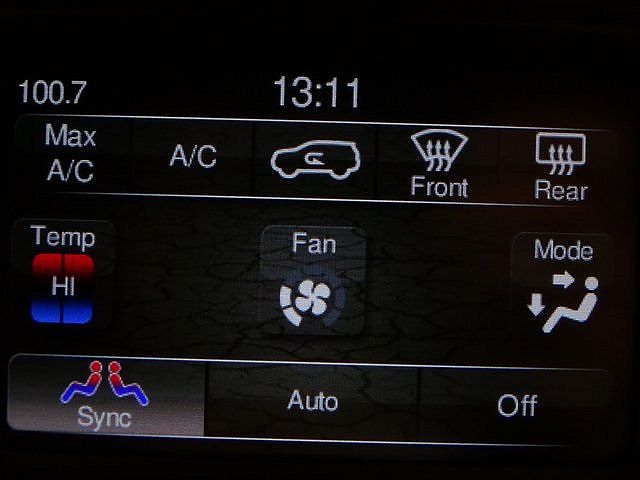 100.7
13:11
Max
A/C
A/C
Front
Rear
Temp
HI
Fan
Mode
Sync
Auto
Off